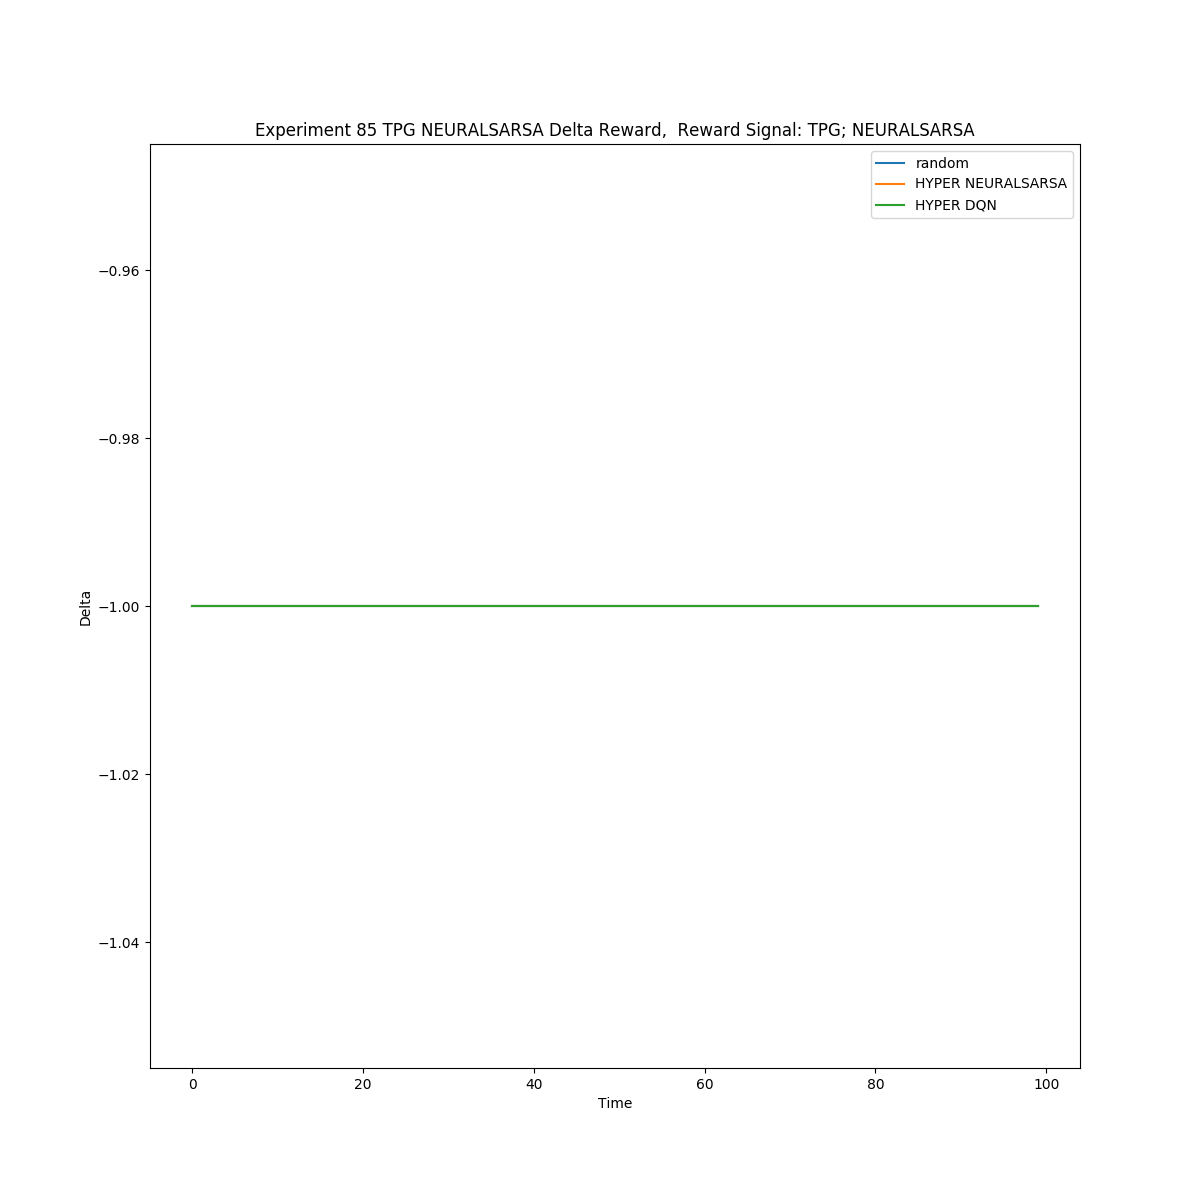 Experiment 85 TPG NEURALSARSA Delta Reward,  Reward Signal: TPG; NEURALSARSA
random
HYPER NEURALSARSA
HYPER DQN
−0.96
−0.98
−1.00
−1.02
−1.04
Delta
0 20 40 60 80 100
Time